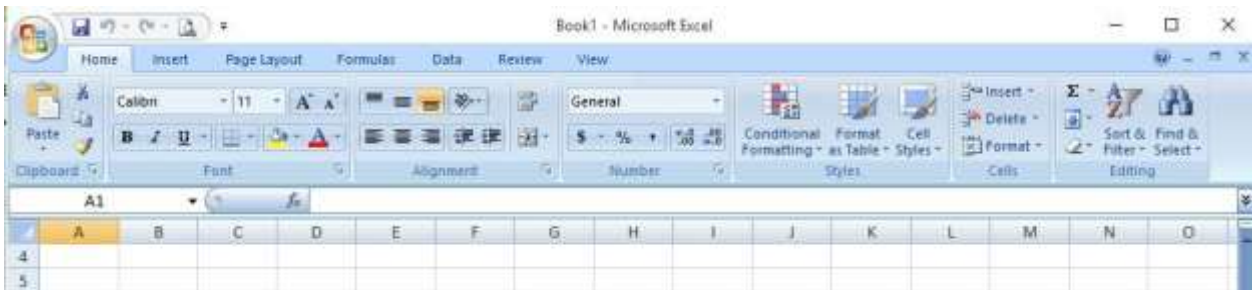 Book1 - Microsoft Excel
Home Insert Page Layout Formulas Data Review View
Calibri 11 A A General Insert Σ
Paste B I U A $ % , Conditional Formatting Format as Table Cell Styles Delete Format Sort & Filter Find & Select
Clipboard Font Alignment Number Styles Cells Editing
A1 fx
A B C D E F G H I J K L M N O
4
5